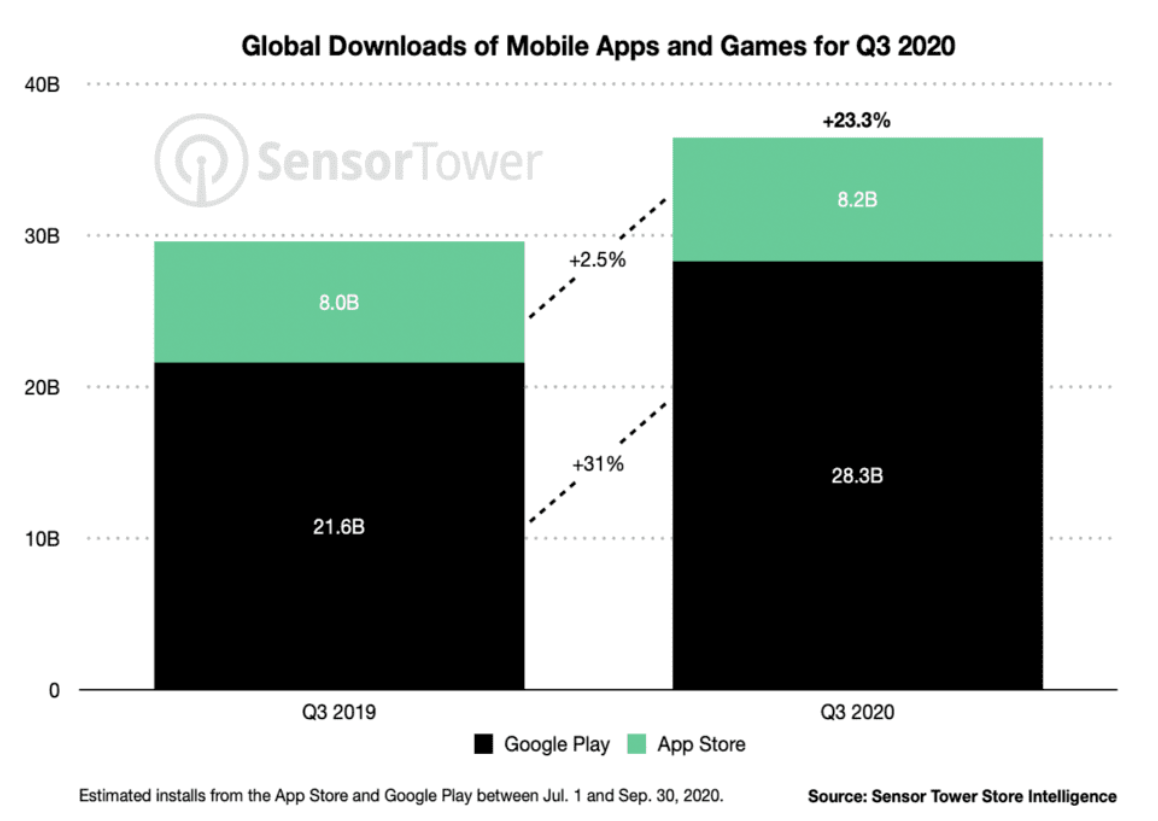 Global Downloads of Mobile Apps and Games for Q3 2020
40B
+23.3%
SensorTower
8.2B
30B
+2.5%
8.0B
20B
+31%
28.3B
21.6B
10B
0
Q3 2019 Q3 2020
Google Play App Store
Estimated installs from the App Store and Google Play between Jul. 1 and Sep. 30, 2020. Source: Sensor Tower Store Intelligence